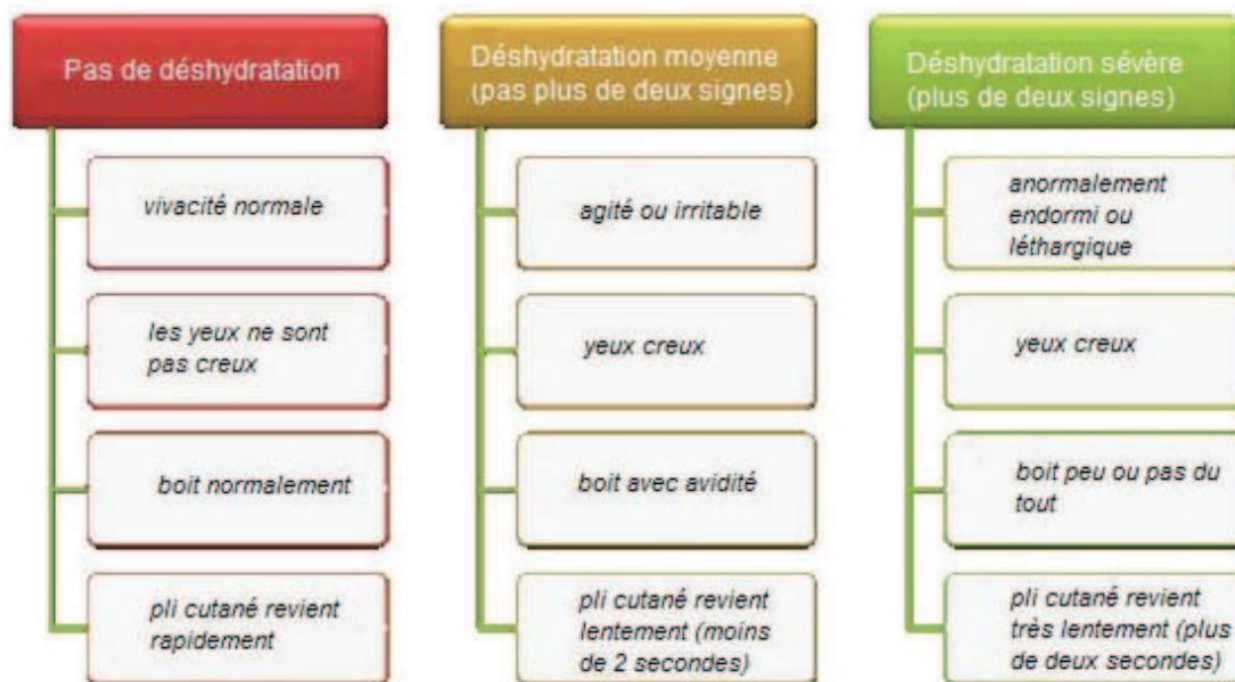 Pas de déshydratation
vivacité normale
les yeux ne sont
pas creux
boit normalement
pli cutané revient
rapidement
Déshydratation moyenne
(pas plus de deux signes)
agité ou irritable
yeux creux
boit avec avidité
pli cutané revient
lentement (moins
de 2 secondes)
Déshydratation sévère
(plus de deux signes)
anormalement
endormi ou
léthargique
yeux creux
boit peu ou pas du
tout
pli cutané revient
très lentement (plus
de deux secondes)